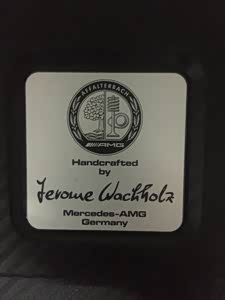 AFFALTERBACH
AMG
Handcrafted
by
Jerome Wachholz
Mercedes-AMG
Germany